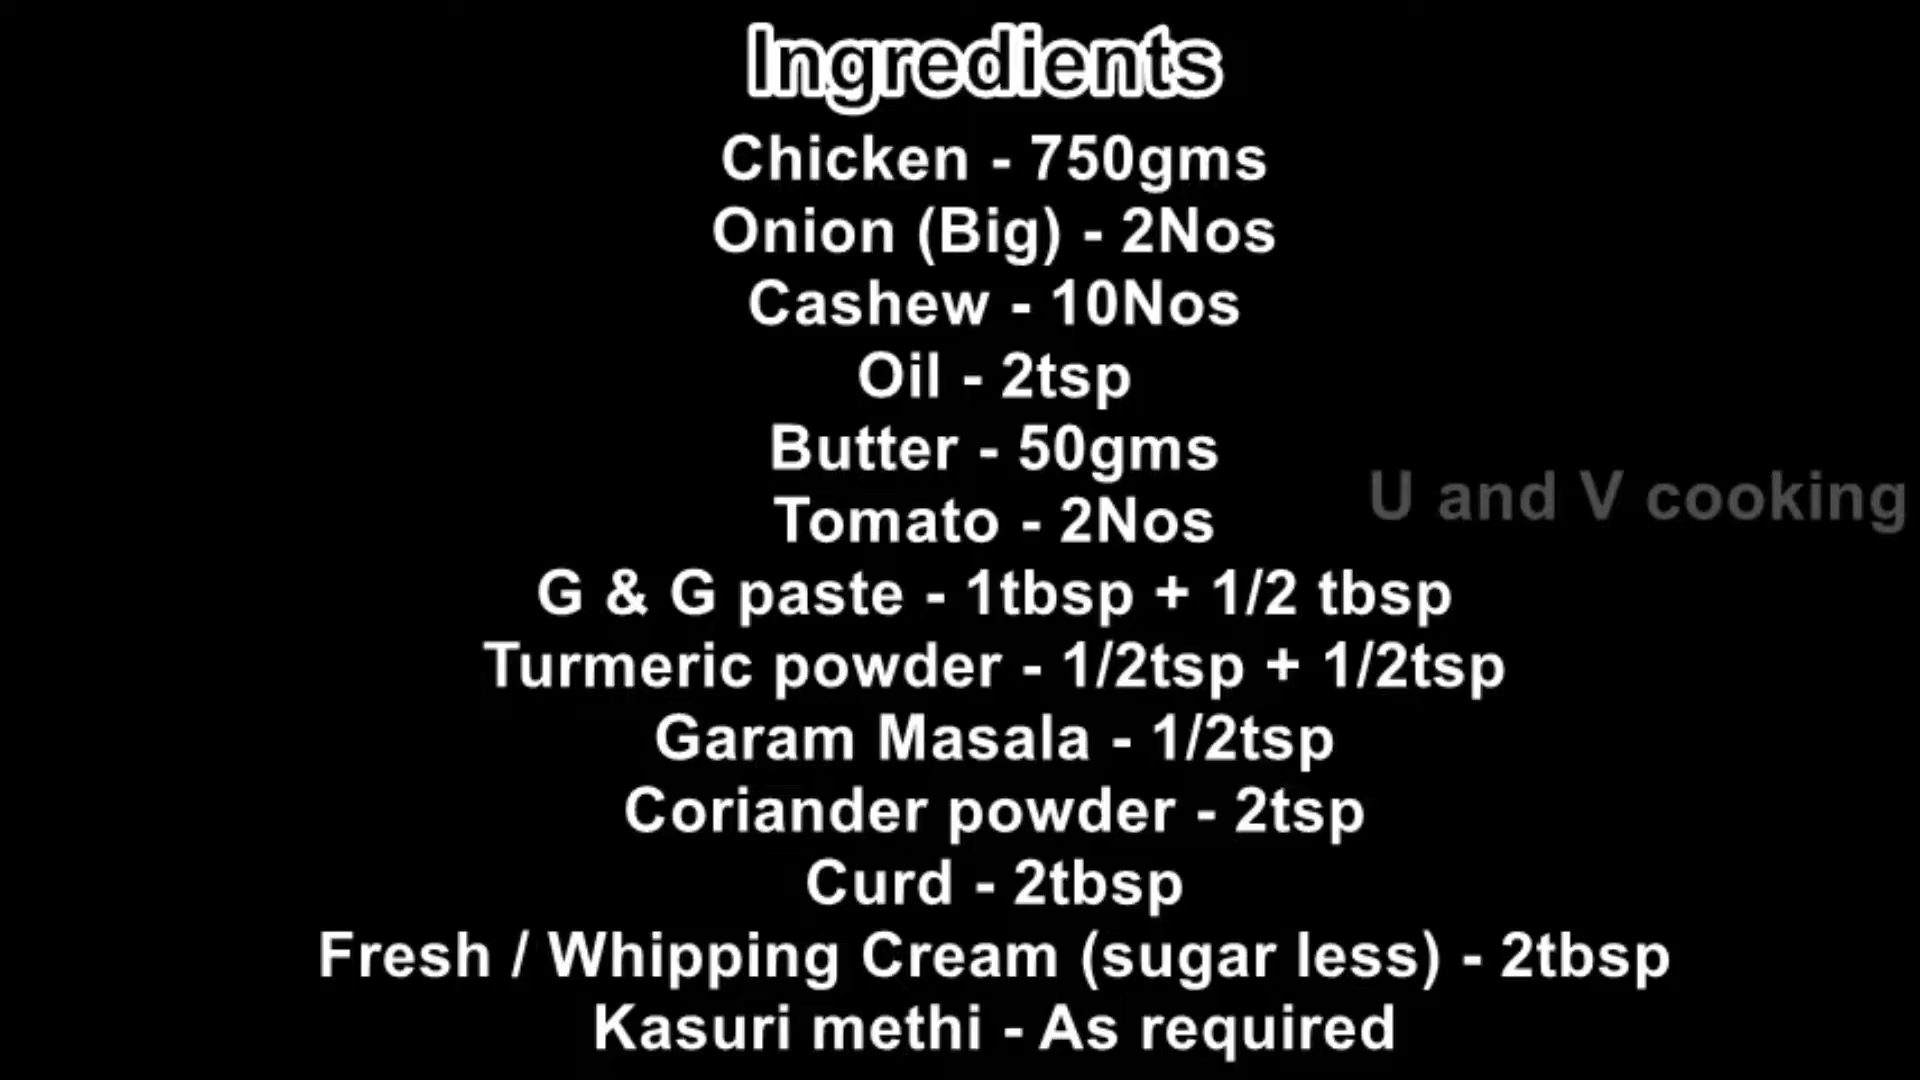 Ingredients
Chicken - 750gms
Onion (Big) - 2Nos
Cashew - 10Nos
Oil - 2tsp
Butter - 50gms
Tomato - 2Nos
U and V cooking
G & G paste - 1tbsp + 1/2 tbsp
Turmeric powder - 1/2tsp + 1/2tsp
Garam Masala - 1/2tsp
Coriander powder - 2tsp
Curd - 2tbsp
Fresh / Whipping Cream (sugar less) - 2tbsp
Kasuri methi - As required